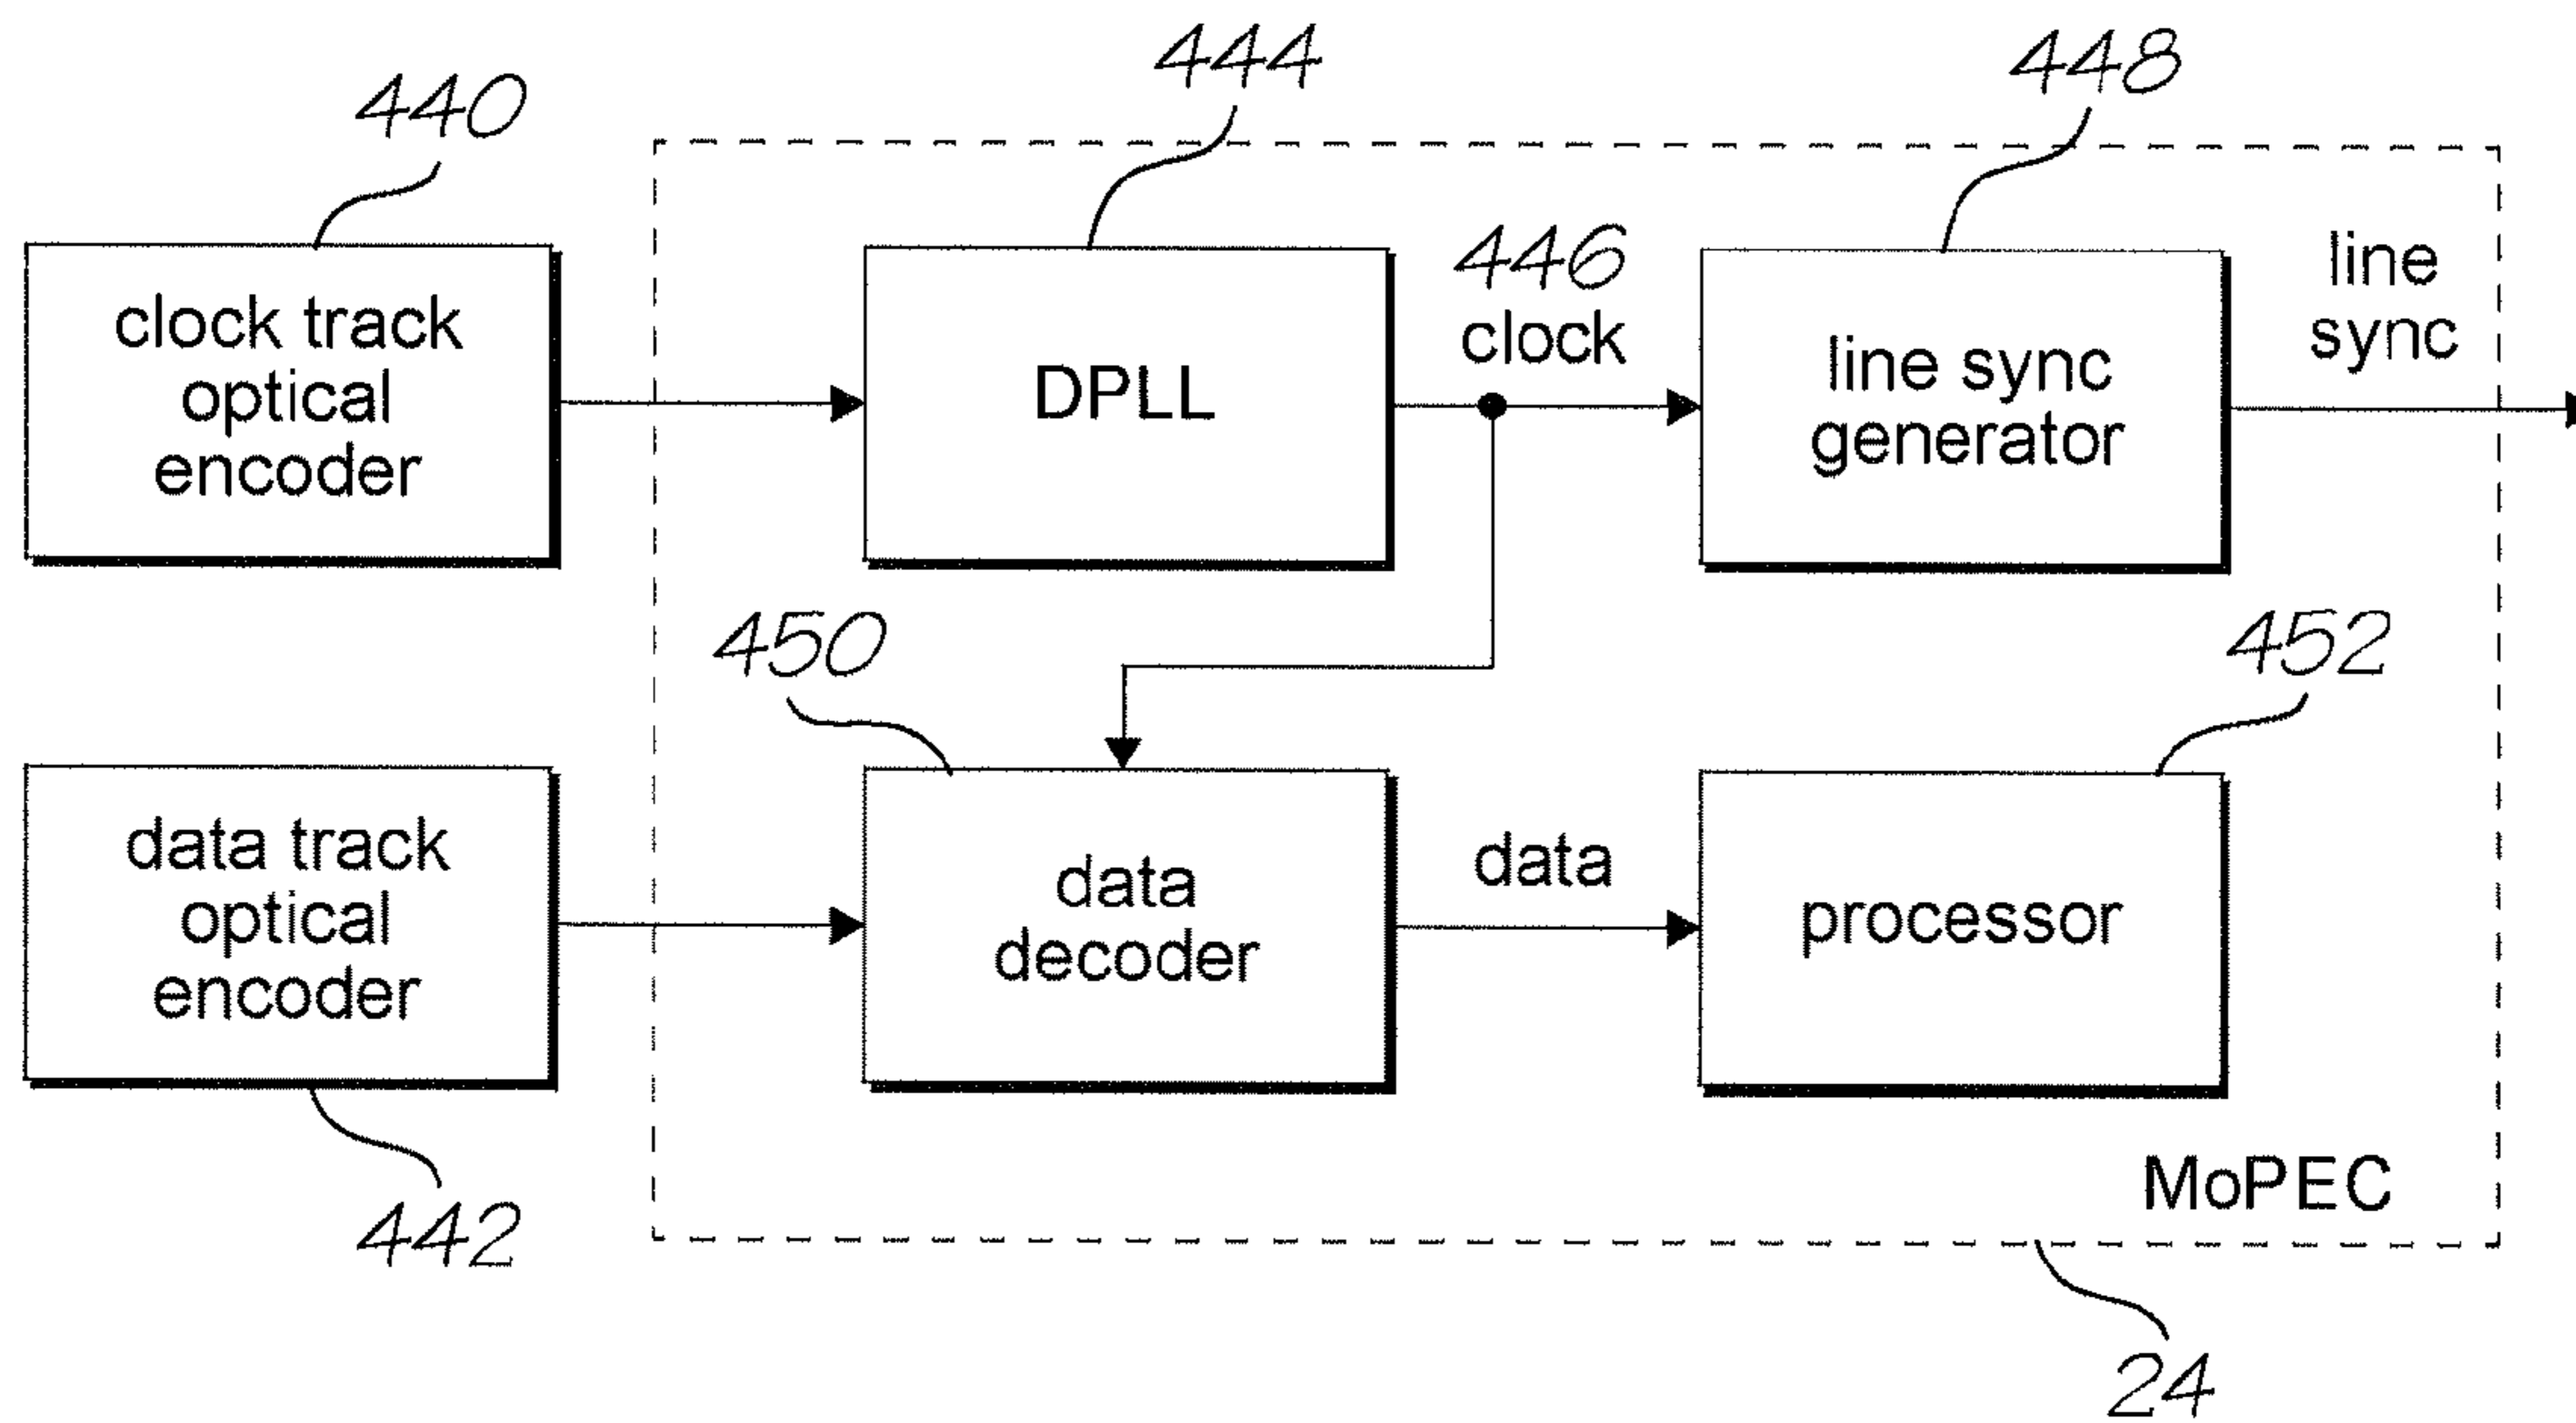 444
448
440
446
clock
line
sync
clock track
optical
encoder
DPLL
line sync
generator
450
452
data track
optical
encoder
data
decoder
data
processor
MoPEC
442
24